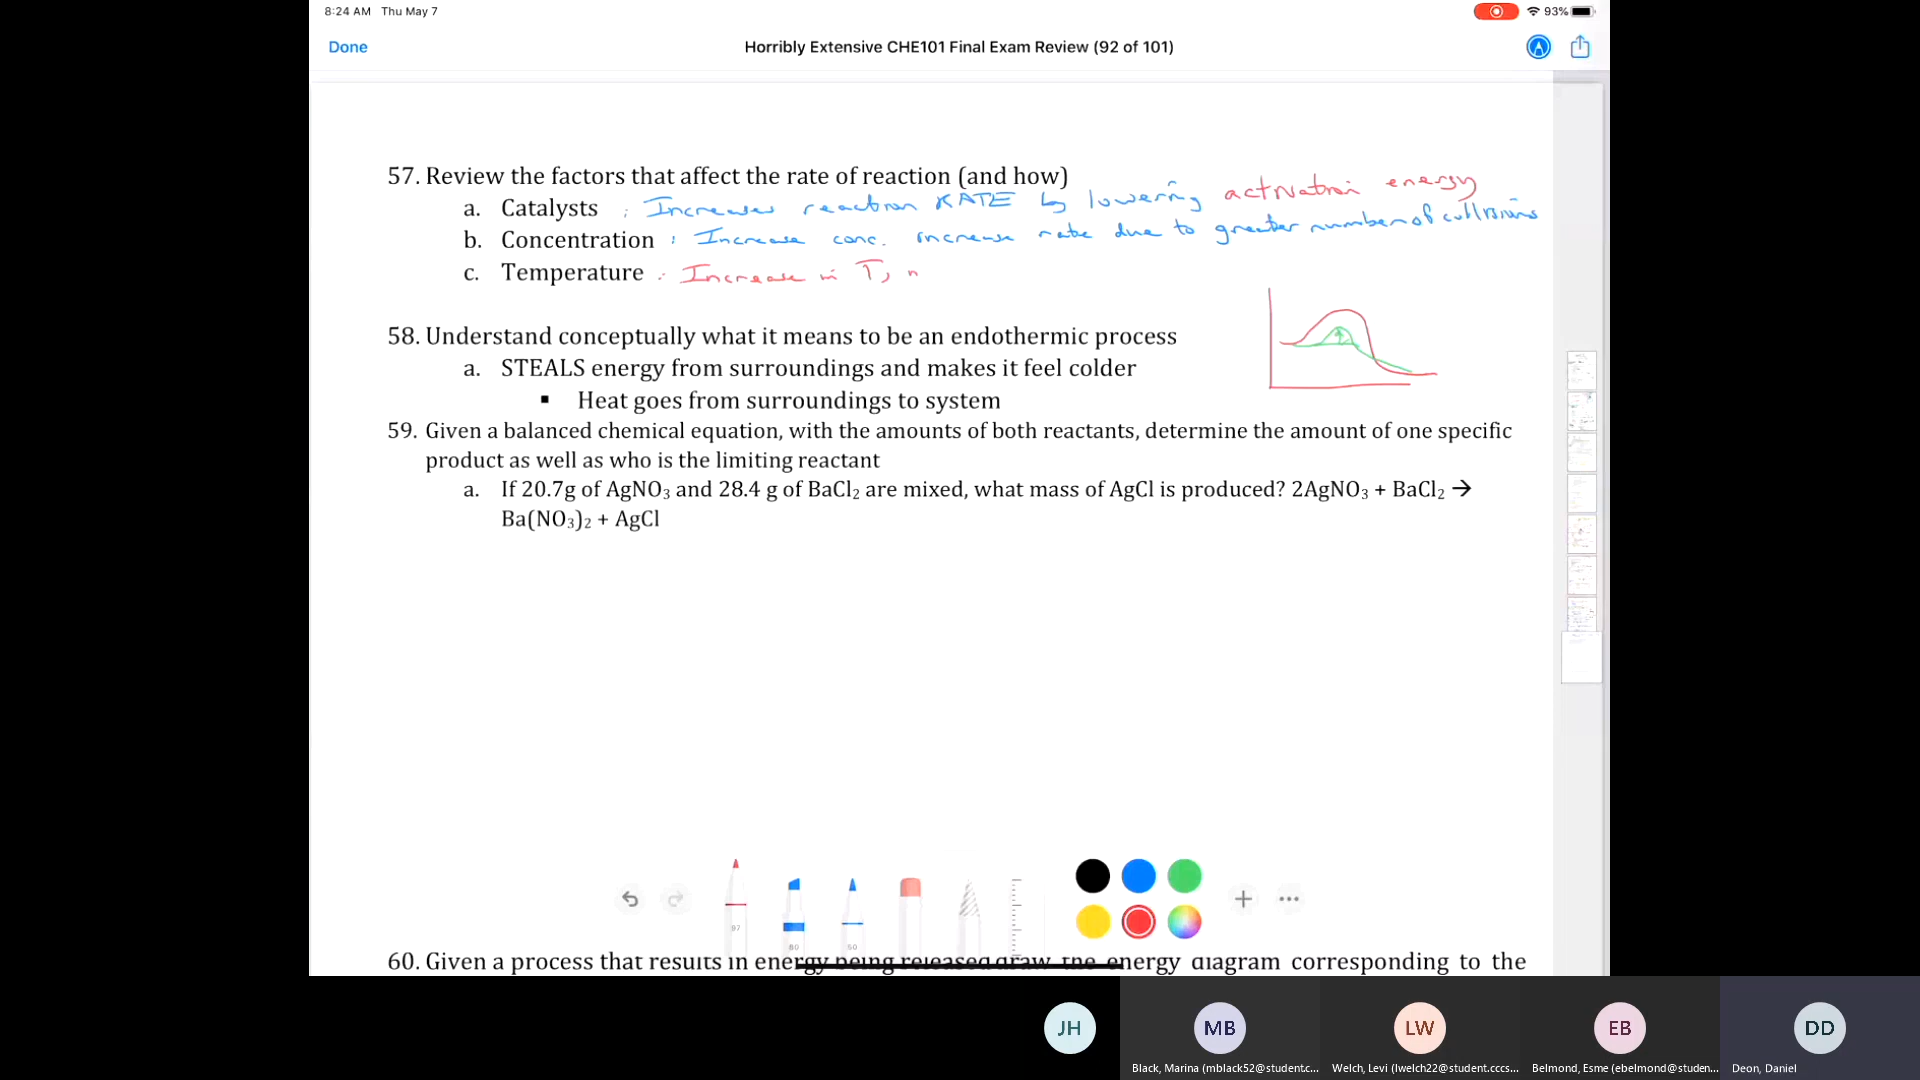 8:24 AM Thu May 7
93%
Done
Horribly Extensive CHE101 Final Exam Review (92 of 101)
57. Review the factors that affect the rate of reaction (and how)
a. Catalysts : Increases reaction RATE by lowering activation energy
b. Concentration : Increase conc. increase rate due to greater number of collisions
c. Temperature : Increase in T,
58. Understand conceptually what it means to be an endothermic process
a. STEALS energy from surroundings and makes it feel colder
▪ Heat goes from surroundings to system
59. Given a balanced chemical equation, with the amounts of both reactants, determine the amount of one specific
product as well as who is the limiting reactant
a. If 20.7g of AgNO₃ and 28.4 g of BaCl₂ are mixed, what mass of AgCl is produced? 2AgNO₃ + BaCl₂ →
Ba(NO₃)₂ + AgCl
97
80
50
60. Given a process that results in energy being released draw the energy diagram corresponding to the
JH
MB
LW
EB
DD
Black, Marina (mblack52@student.c...
Welch, Levi (lwelch22@student.cccs...
Belmond, Esme (ebelmond@studen...
Deon, Daniel